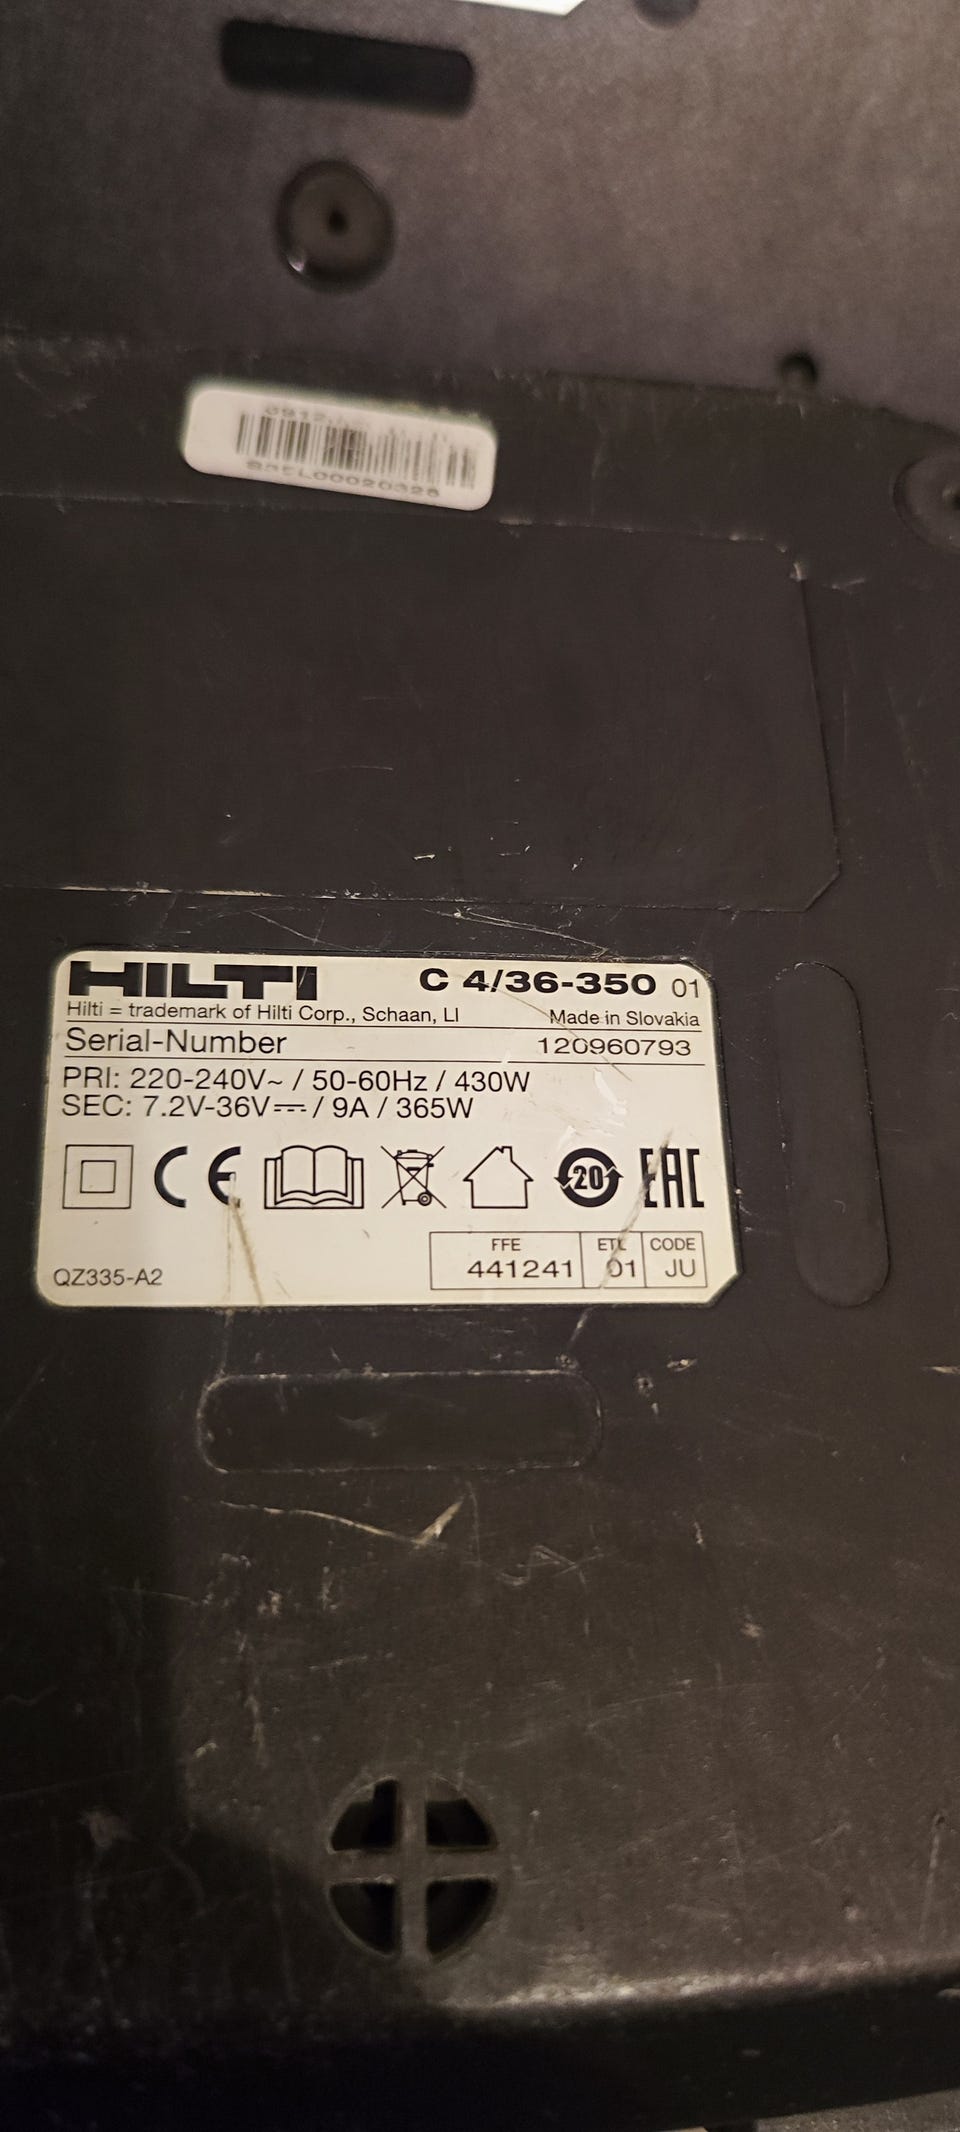 HILTI C 4/36-350 01
Hilti = trademark of Hilti Corp., Schaan, LI Made in Slovakia
Serial-Number 120960793
PRI: 220-240V~ / 50-60Hz / 430W
SEC: 7.2V-36V⎓ / 9A / 365W
CE 20 EAC
FFE ETL CODE
QZ335-A2 441241 01 JU